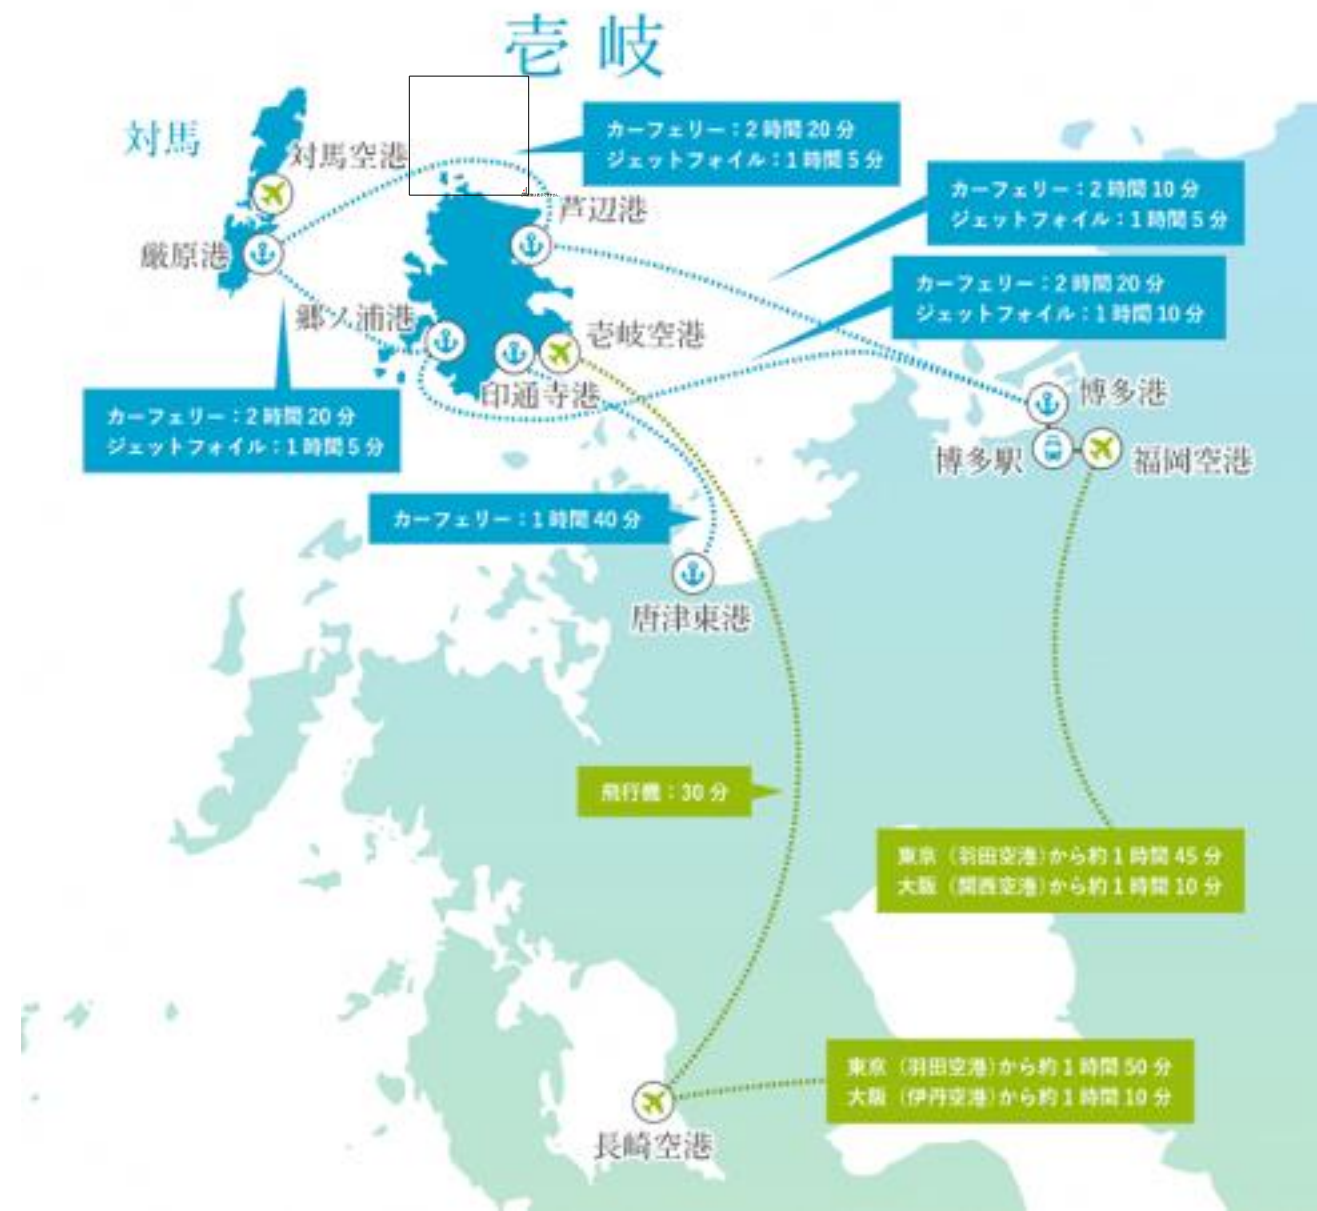 壱岐
対馬
対馬空港
カーフェリー：2時間20分
ジェットフォイル：1時間5分
カーフェリー：2時間10分
ジェットフォイル：1時間5分
芦辺港
厳原港
カーフェリー：2時間20分
ジェットフォイル：1時間10分
郷ノ浦港
壱岐空港
印通寺港
博多港
カーフェリー：2時間20分
ジェットフォイル：1時間5分
博多駅
福岡空港
カーフェリー：1時間40分
唐津東港
飛行機：30分
東京（羽田空港）から約1時間45分
大阪（関西空港）から約1時間10分
東京（羽田空港）から約1時間50分
大阪（伊丹空港）から約1時間10分
長崎空港